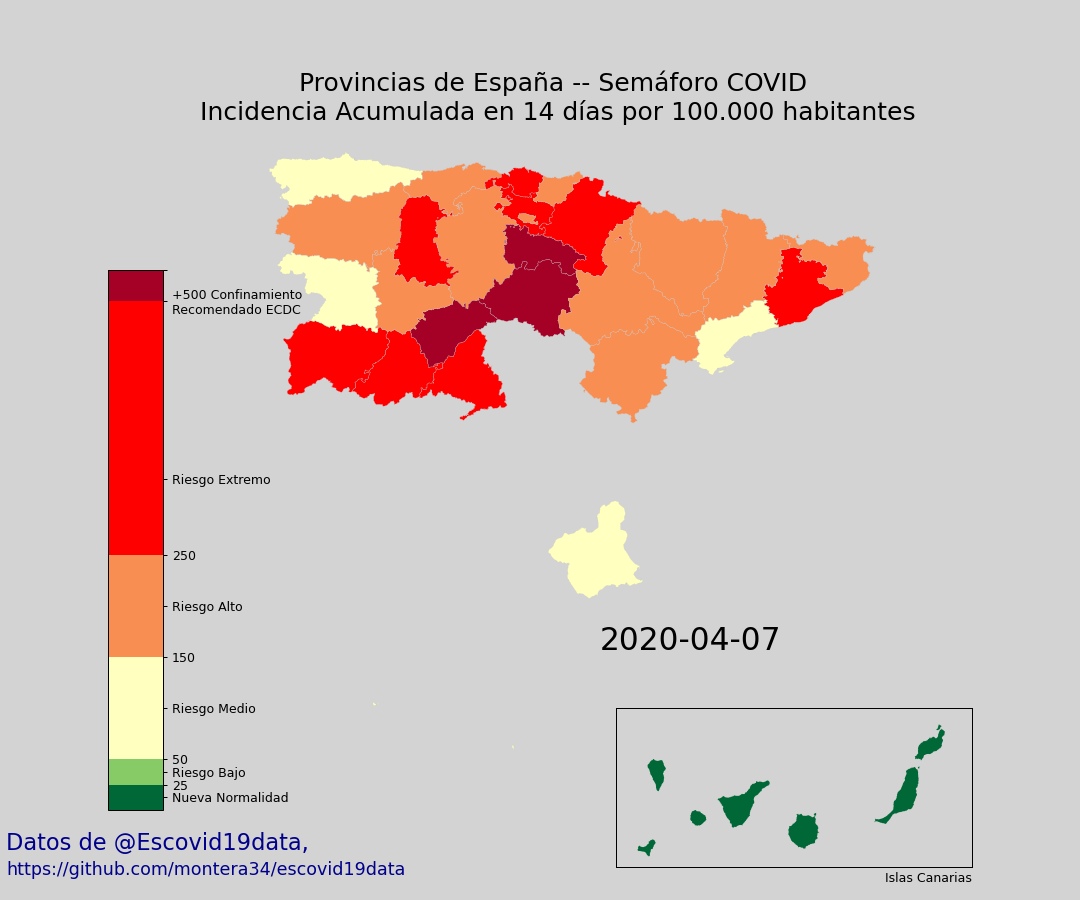 Provincias de España -- Semáforo COVID
Incidencia Acumulada en 14 días por 100.000 habitantes
+500 Confinamiento
Recomendado ECDC
Riesgo Extremo
250
Riesgo Alto
150
Riesgo Medio
50
Riesgo Bajo
25
Nueva Normalidad
2020-04-07
Islas Canarias
Datos de @Escovid19data,
https://github.com/montera34/escovid19data